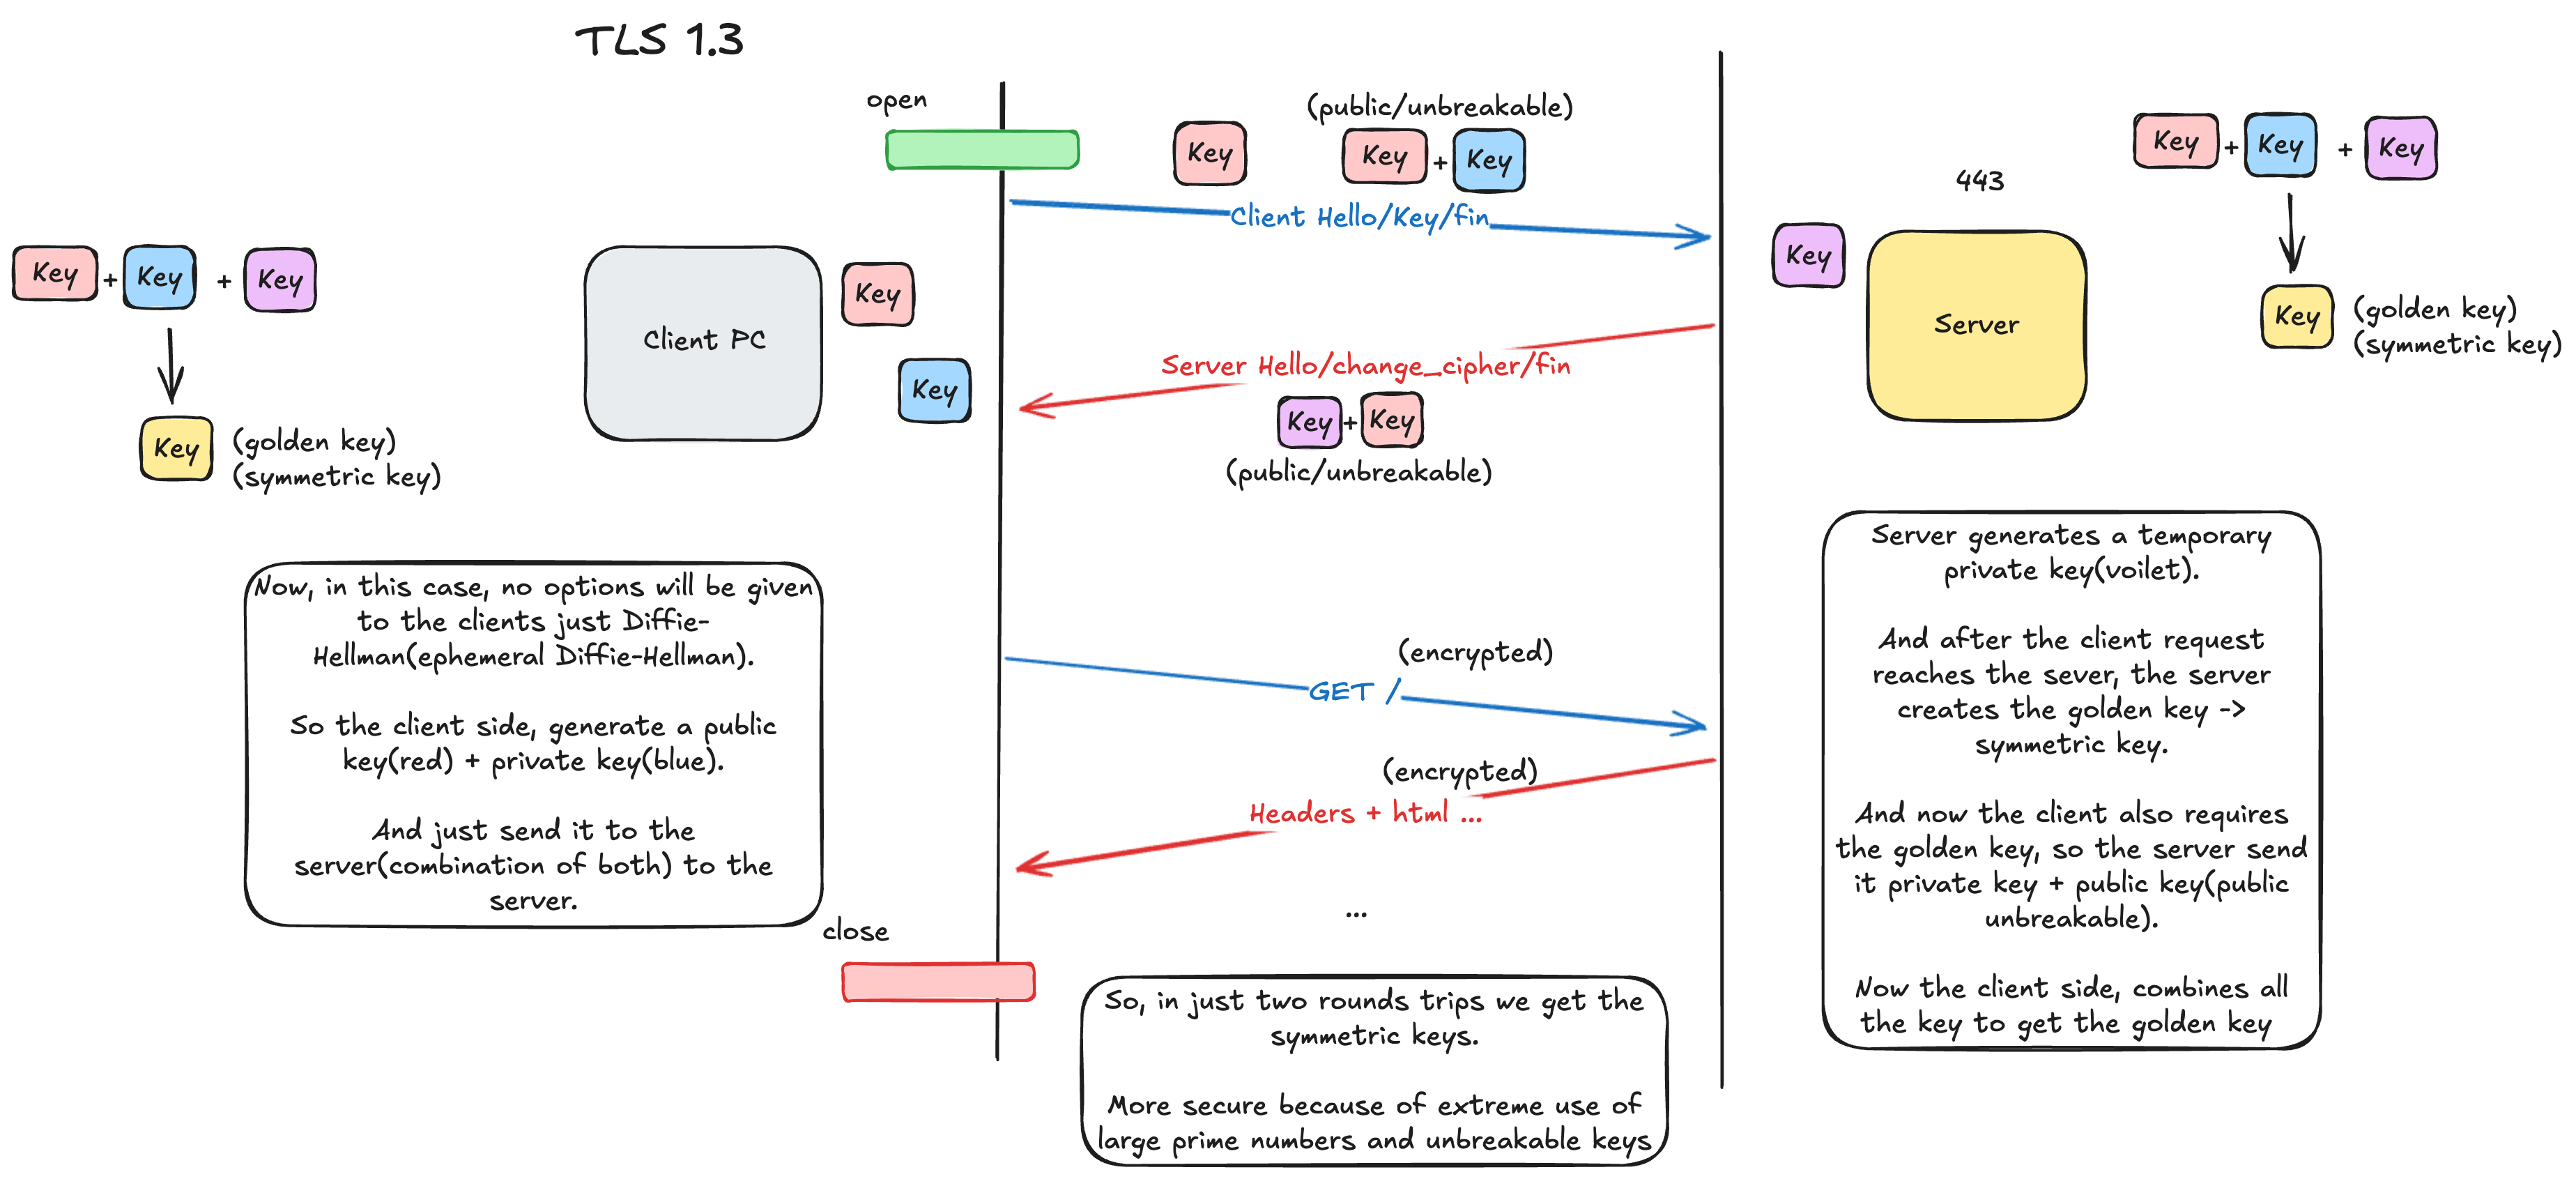 TLS 1.3
open
(public/unbreakable)
Key
Key + Key
Client Hello/Key/fin
Key + Key + Key
443
Key
Server
Key
(golden key)
(symmetric key)
Key + Key + Key
Key
(golden key)
(symmetric key)
Client PC
Key
Key
Server Hello/change_cipher/fin
Key + Key
(public/unbreakable)
Now, in this case, no options will be given
to the clients just Diffie-
Hellman(ephemeral Diffie-Hellman).
So the client side, generate a public
key(red) + private key(blue).
And just send it to the
server(combination of both) to the
server.
(encrypted)
GET /
(encrypted)
Headers + html ...
...
Server generates a temporary
private key(voilet).
And after the client request
reaches the sever, the server
creates the golden key ->
symmetric key.
And now the client also requires
the golden key, so the server send
it private key + public key(public
unbreakable).
Now the client side, combines all
the key to get the golden key
close
So, in just two rounds trips we get the
symmetric keys.
More secure because of extreme use of
large prime numbers and unbreakable keys